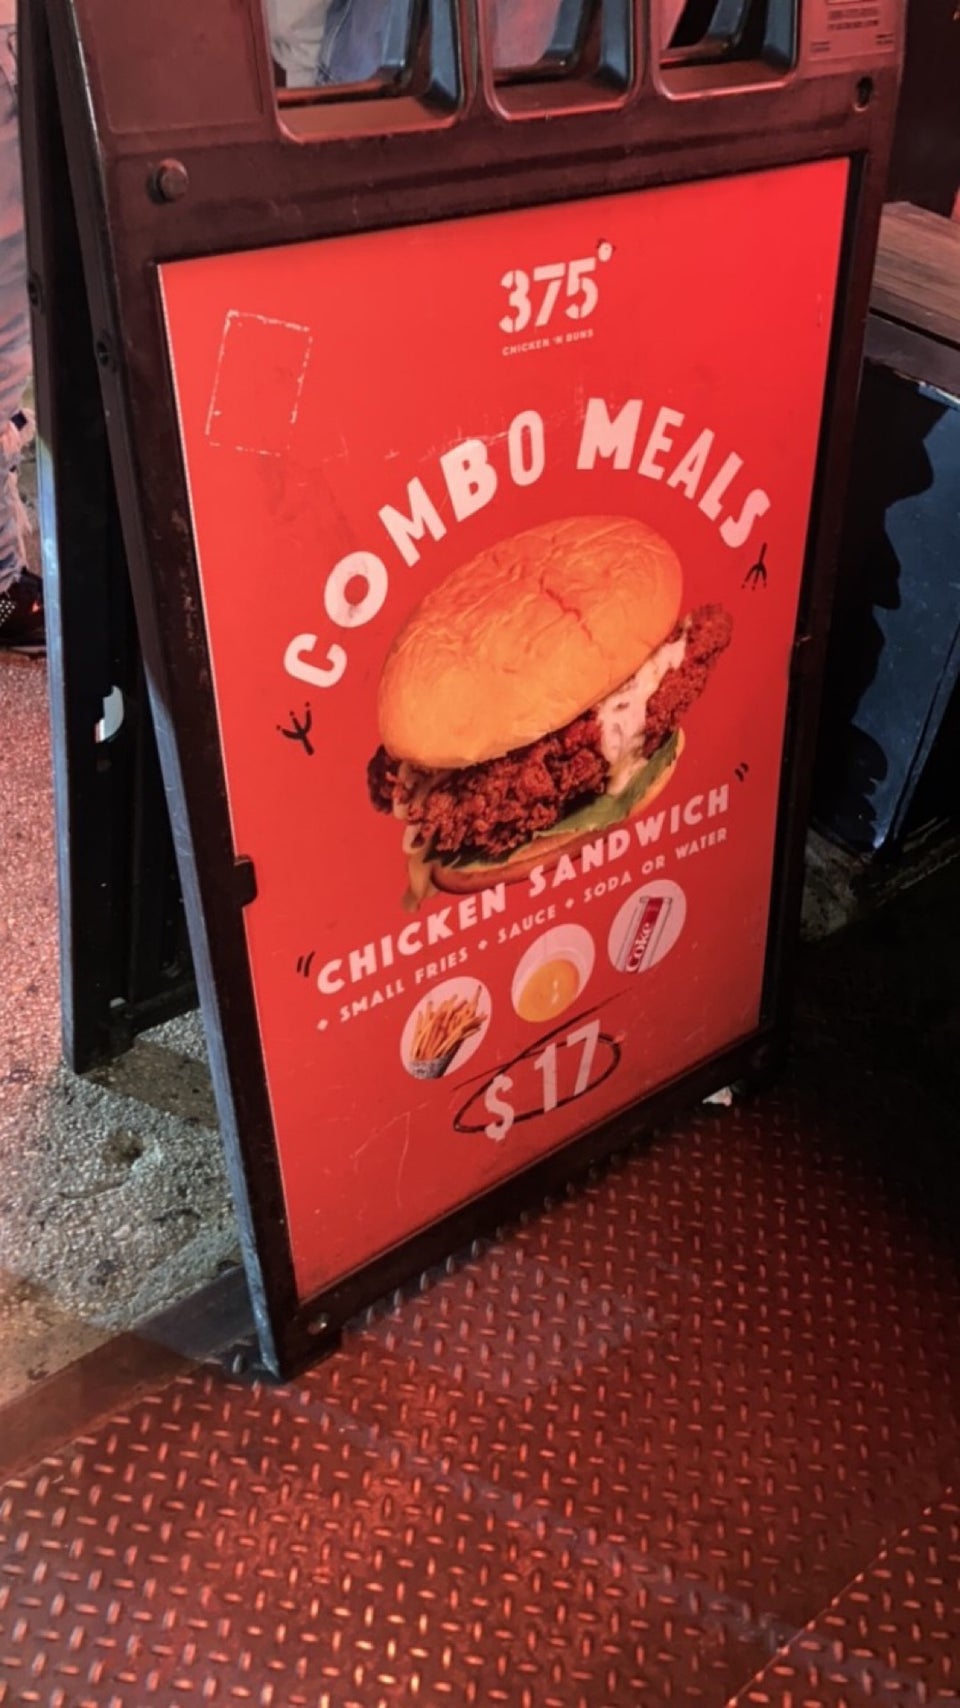 375°
CHICKEN 'N BUNS
COMBO MEALS
"CHICKEN SANDWICH"
+ SMALL FRIES + SAUCE + SODA OR WATER
Coke
$17